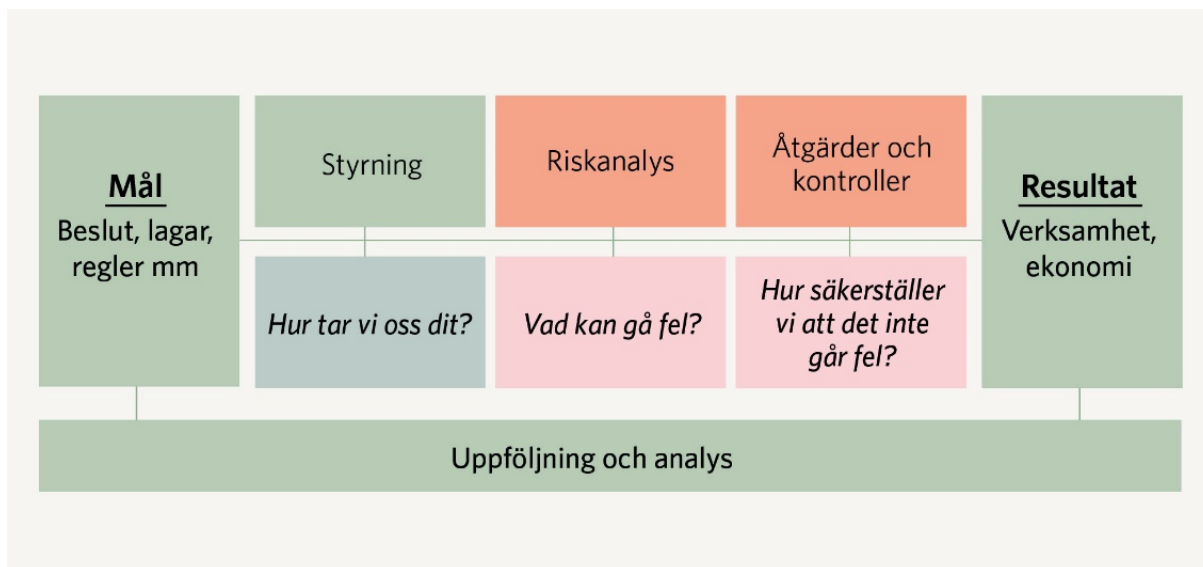 Mål
Beslut, lagar,
regler mm
Styrning
Hur tar vi oss dit?
Riskanalys
Vad kan gå fel?
Åtgärder och
kontroller
Hur säkerställer
vi att det inte
går fel?
Resultat
Verksamhet,
ekonomi
Uppföljning och analys